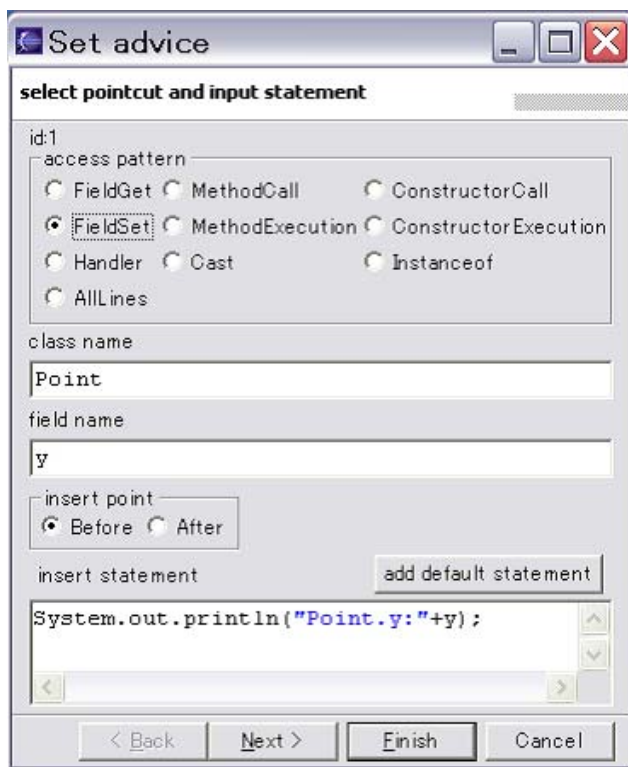 Set advice
select pointcut and input statement
id:1
access pattern
FieldGet MethodCall ConstructorCall
FieldSet MethodExecution ConstructorExecution
Handler Cast Instanceof
AllLines
class name
Point
field name
y
insert point
Before After
insert statement add default statement
System.out.println("Point.y:"+y);
< Back Next > Finish Cancel